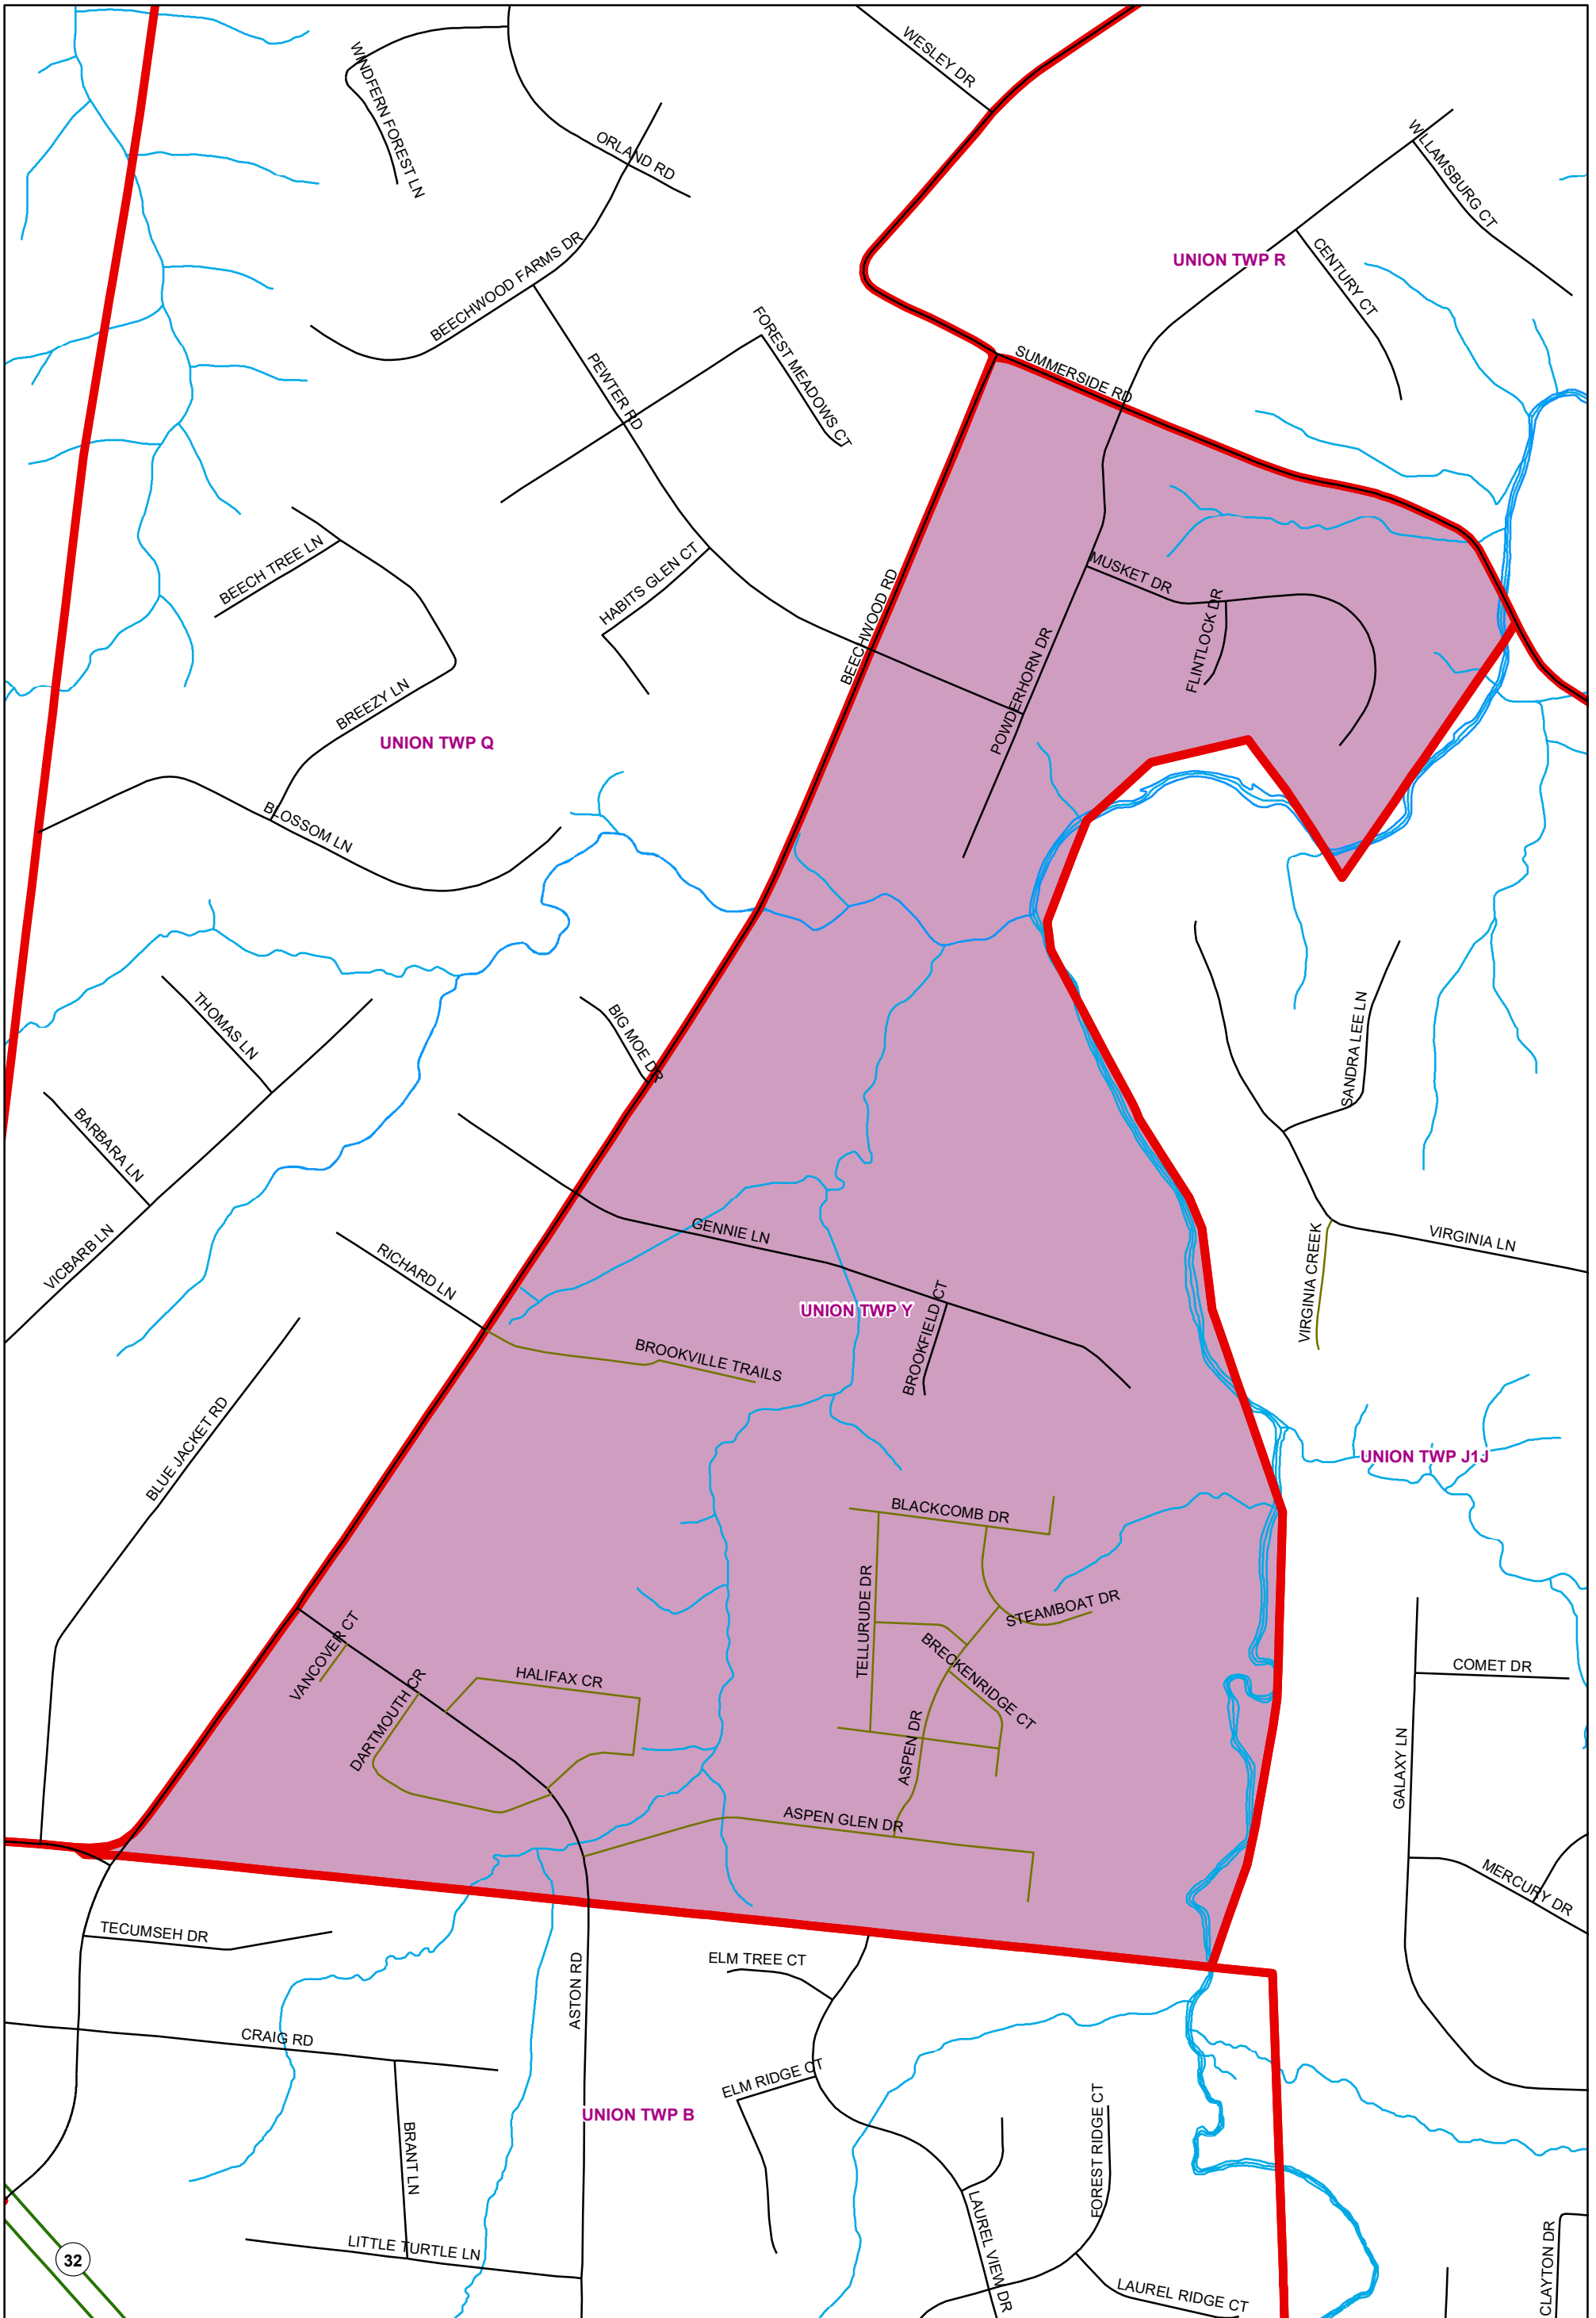 WESLEY DR
WINDFERN FOREST LN
ORLAND RD
WLLAMSBURG CT
UNION TWP R
CENTURY CT
BEECHWOOD FARMS DR
FOREST MEADOWS CT
SUMMERSIDE RD
PEWTER RD
BEECH TREE LN
HABITS GLEN CT
MUSKET DR
BEECHWOOD RD
FLINTLOCK DR
POWDERHORN DR
BREEZY LN
UNION TWP Q
BLOSSOM LN
THOMAS LN
BIG MOE DR
SANDRA LEE LN
BARBARA LN
GENNIE LN
VIRGINIA LN
VICBARB LN
RICHARD LN
VIRGINIA CREEK
UNION TWP Y
BROOKFIELD CT
BROOKVILLE TRAILS
BLUE JACKET RD
UNION TWP J1J
BLACKCOMB DR
TELLURUDE DR
STEAMBOAT DR
VANCOVER CT
BRECKENRIDGE CT
HALIFAX CR
COMET DR
DARTMOUTH CR
ASPEN DR
GALAXY LN
ASPEN GLEN DR
MERCURY DR
TECUMSEH DR
ELM TREE CT
ASTON RD
CRAIG RD
ELM RIDGE CT
UNION TWP B
FOREST RIDGE CT
BRANT LN
LAUREL VIEW DR
LITTLE TURTLE LN
32
LAUREL RIDGE CT
CLAYTON DR